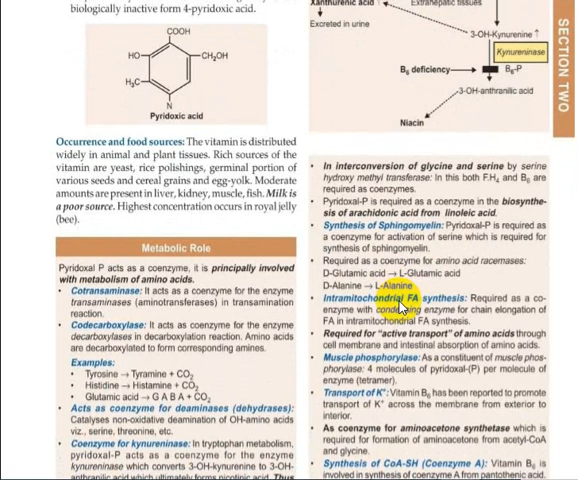 biologically inactive form 4-pyridoxic acid.
COOH
HO
CH₂OH
H₃C
N
Pyridoxic acid
Occurrence and food sources: The vitamin is distributed
widely in animal and plant tissues. Rich sources of the
vitamin are yeast, rice polishings, germinal portion of
various seeds and cereal grains and egg-yolk. Moderate
amounts are present in liver, kidney, muscle, fish. Milk is
a poor source. Highest concentration occurs in royal jelly
(bee).
Metabolic Role
Pyridoxal P acts as a coenzyme, it is principally involved
with metabolism of amino acids.
• Cotransaminase: It acts as a coenzyme for the enzyme
transaminases (aminotransferases) in transamination
reaction.
• Codecarboxylase: It acts as coenzyme for the enzyme
decarboxylases in decarboxylation reaction. Amino acids
are decarboxylated to form corresponding amines.
Examples:
• Tyrosine → Tyramine + CO₂
• Histidine → Histamine + CO₂
• Glutamic acid → G A B A + CO₂
• Acts as coenzyme for deaminases (dehydrases):
Catalyses non-oxidative deamination of OH-amino acids
viz., serine, threonine, etc.
• Coenzyme for kynureninase: In tryptophan metabolism,
pyridoxal-P acts as a coenzyme for the enzyme
kynureninase which converts 3-OH-kynurenine to 3-OH-
anthranilic acid which ultimately forms nicotinic acid. Thus
Xanthurenic acid
Extrahepatic tissues
Excreted in urine
3-OH-Kynurenine ↑
Kynureninase
B₆ deficiency
B₆-P
3-OH-anthranilic acid
Niacin
• In interconversion of glycine and serine by serine
hydroxy methyl transferase: In this both F.H₄ and B₆ are
required as coenzymes.
• Pyridoxal-P is required as a coenzyme in the biosynthe-
sis of arachidonic acid from linoleic acid.
• Synthesis of Sphingomyelin: Pyridoxal-P is required as
a coenzyme for activation of serine which is required for
synthesis of sphingomyelin.
• Required as a coenzyme for amino acid racemases:
D-Glutamic acid → L-Glutamic acid
D-Alanine → L-Alanine
• Intramitochondrial FA synthesis: Required as a co-
enzyme with condensing enzyme for chain elongation of
FA in intramitochondrial FA synthesis.
• Required for "active transport" of amino acids through
cell membrane and intestinal absorption of amino acids.
• Muscle phosphorylase: As a constituent of muscle phos-
phorylase: 4 molecules of pyridoxal-(P) per molecule of
enzyme (tetramer).
• Transport of K⁺: Vitamin B₆ has been reported to promote
transport of K⁺ across the membrane from exterior to
interior.
• As coenzyme for aminoacetone synthetase which is
required for formation of aminoacetone from acetyl-CoA
and glycine.
• Synthesis of CoA-SH (Coenzyme A): Vitamin B₆ is
involved in synthesis of coenzyme A from pantothenic acid.
SECTION TWO